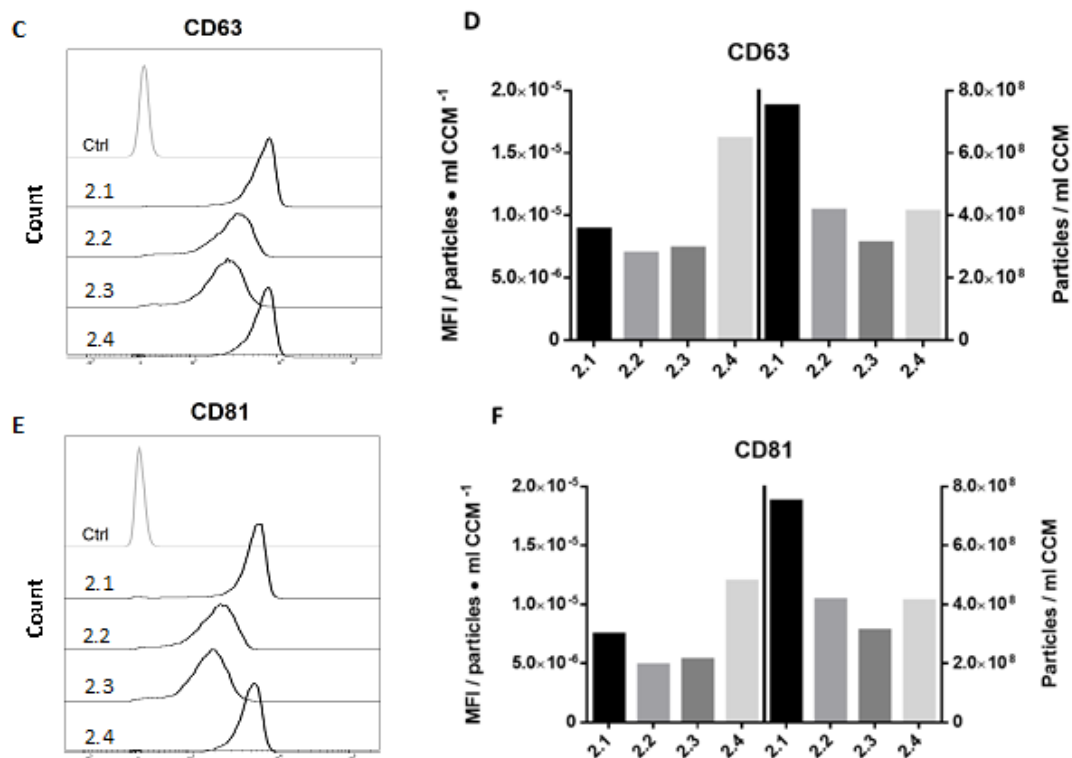 C
CD63
Count
Ctrl
2.1
2.2
2.3
2.4
D
CD63
MFI / particles ● ml CCM ⁻¹
2.0×10⁻⁵
1.5×10⁻⁵
1.0×10⁻⁵
5.0×10⁻⁶
0
8.0×10⁸
6.0×10⁸
4.0×10⁸
2.0×10⁸
0
Particles / ml CCM
2.1 2.2 2.3 2.4 2.1 2.2 2.3 2.4
E
CD81
Count
Ctrl
2.1
2.2
2.3
2.4
F
CD81
MFI / particles ● ml CCM ⁻¹
2.0×10⁻⁵
1.5×10⁻⁵
1.0×10⁻⁵
5.0×10⁻⁶
0
8.0×10⁸
6.0×10⁸
4.0×10⁸
2.0×10⁸
0
Particles / ml CCM
2.1 2.2 2.3 2.4 2.1 2.2 2.3 2.4